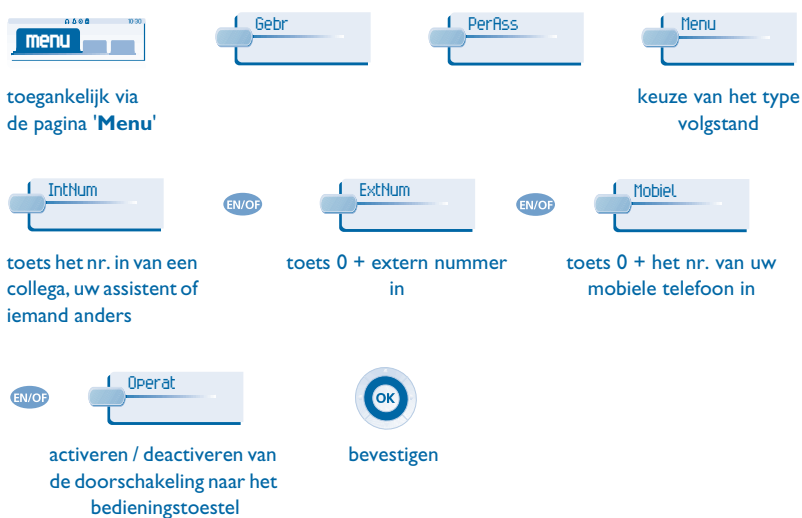 10:30
menu
Gebr
PerAss
Menu
toegankelijk via
de pagina 'Menu'
keuze van het type
volgstand
IntNum
EN/OF
ExtNum
EN/OF
Mobiel
toets het nr. in van een
collega, uw assistent of
iemand anders
toets 0 + extern nummer
in
toets 0 + het nr. van uw
mobiele telefoon in
EN/OF
Operat
OK
activeren / deactiveren van
de doorschakeling naar het
bedieningstoestel
bevestigen